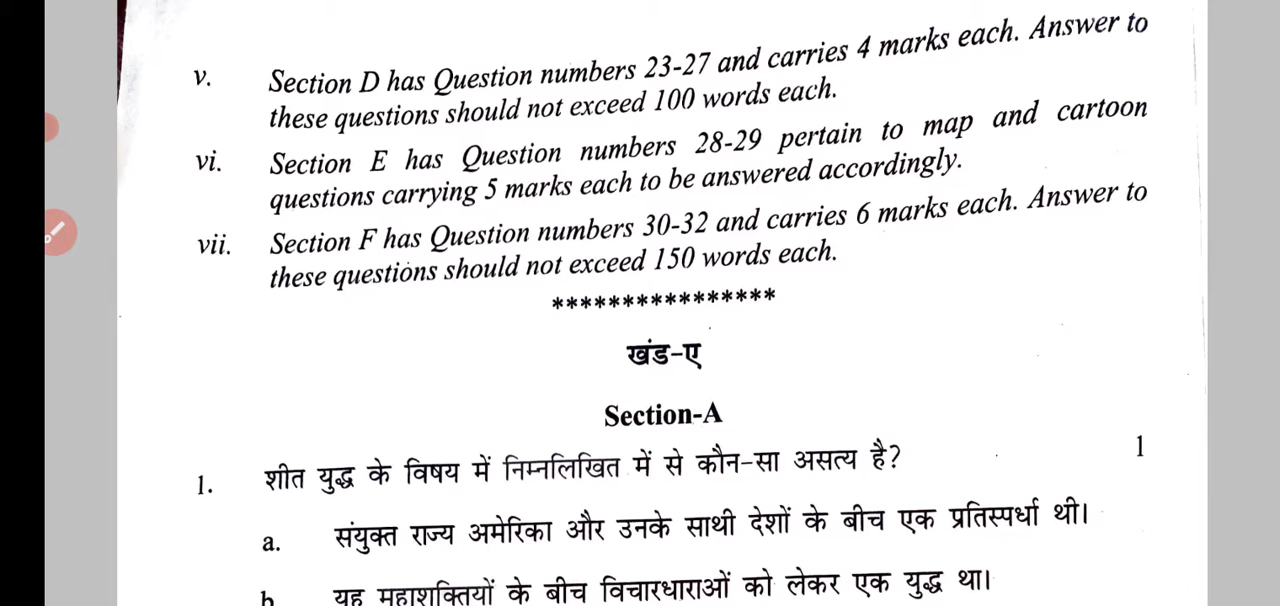 v. Section D has Question numbers 23-27 and carries 4 marks each. Answer to
these questions should not exceed 100 words each.
vi. Section E has Question numbers 28-29 pertain to map and cartoon
questions carrying 5 marks each to be answered accordingly.
vii. Section F has Question numbers 30-32 and carries 6 marks each. Answer to
these questions should not exceed 150 words each.
****************
खंड-ए
Section-A
1. शीत युद्ध के विषय में निम्नलिखित में से कौन-सा असत्य है? 1
a. संयुक्त राज्य अमेरिका और उनके साथी देशों के बीच एक प्रतिस्पर्धा थी।
b यह महाशक्तियों के बीच विचारधाराओं को लेकर एक युद्ध था।